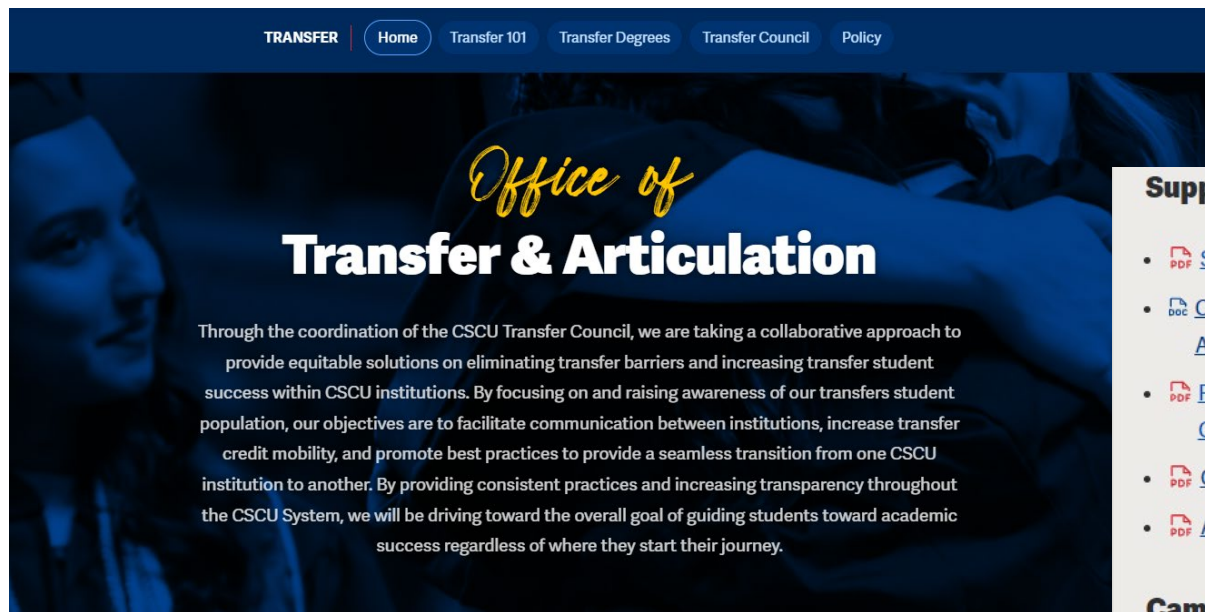 TRANSFER Home Transfer 101 Transfer Degrees Transfer Council Policy
Office of
Transfer & Articulation
Through the coordination of the CSCU Transfer Council, we are taking a collaborative approach to
provide equitable solutions on eliminating transfer barriers and increasing transfer student
success within CSCU institutions. By focusing on and raising awareness of our transfers student
population, our objectives are to facilitate communication between institutions, increase transfer
credit mobility, and promote best practices to provide a seamless transition from one CSCU
institution to another. By providing consistent practices and increasing transparency throughout
the CSCU System, we will be driving toward the overall goal of guiding students toward academic
success regardless of where they start their journey.
PDF
DOC
PDF
PDF
PDF